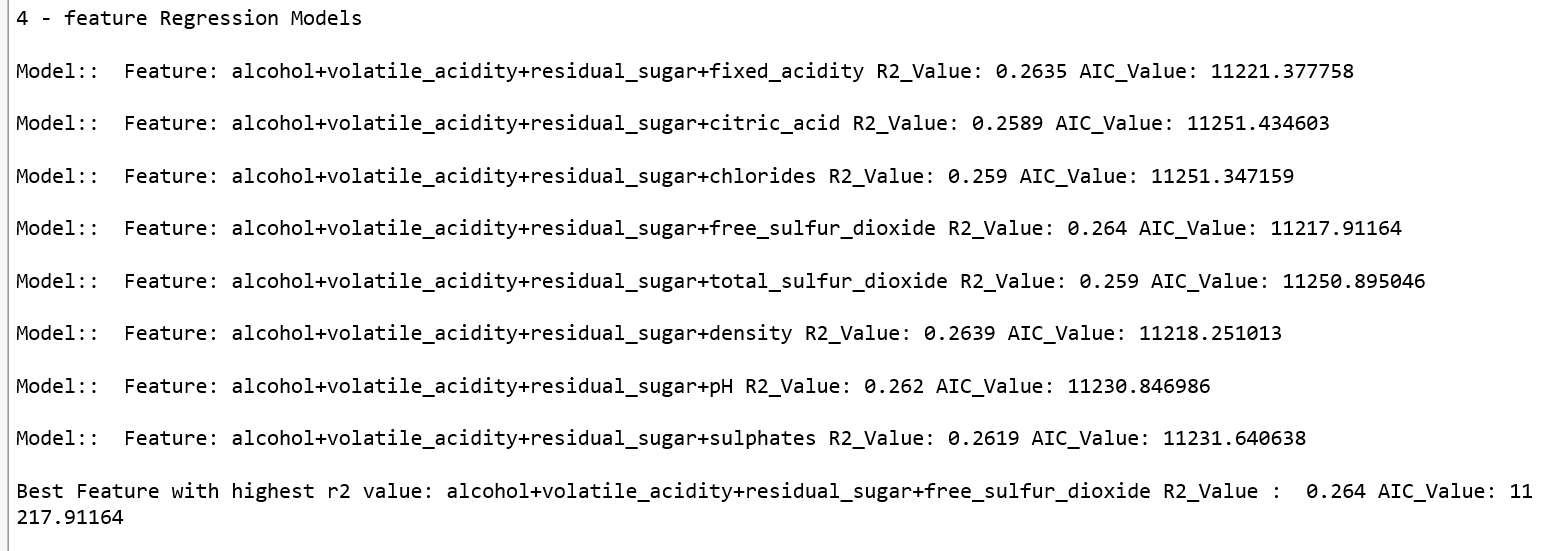 4 - feature Regression Models
Model::  Feature: alcohol+volatile_acidity+residual_sugar+fixed_acidity R2_Value: 0.2635 AIC_Value: 11221.377758
Model::  Feature: alcohol+volatile_acidity+residual_sugar+citric_acid R2_Value: 0.2589 AIC_Value: 11251.434603
Model::  Feature: alcohol+volatile_acidity+residual_sugar+chlorides R2_Value: 0.259 AIC_Value: 11251.347159
Model::  Feature: alcohol+volatile_acidity+residual_sugar+free_sulfur_dioxide R2_Value: 0.264 AIC_Value: 11217.91164
Model::  Feature: alcohol+volatile_acidity+residual_sugar+total_sulfur_dioxide R2_Value: 0.259 AIC_Value: 11250.895046
Model::  Feature: alcohol+volatile_acidity+residual_sugar+density R2_Value: 0.2639 AIC_Value: 11218.251013
Model::  Feature: alcohol+volatile_acidity+residual_sugar+pH R2_Value: 0.262 AIC_Value: 11230.846986
Model::  Feature: alcohol+volatile_acidity+residual_sugar+sulphates R2_Value: 0.2619 AIC_Value: 11231.640638
Best Feature with highest r2 value: alcohol+volatile_acidity+residual_sugar+free_sulfur_dioxide R2_Value :  0.264 AIC_Value: 11
217.91164